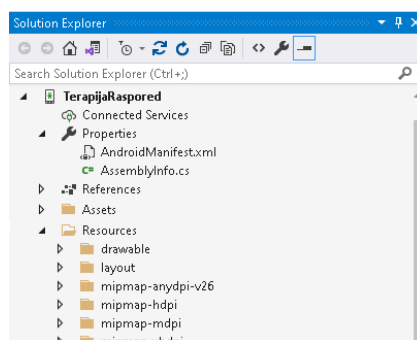 Solution Explorer
Search Solution Explorer (Ctrl+;)
TerapijaRaspored
Connected Services
Properties
AndroidManifest.xml
C# AssemblyInfo.cs
References
Assets
Resources
drawable
layout
mipmap-anydpi-v26
mipmap-hdpi
mipmap-mdpi